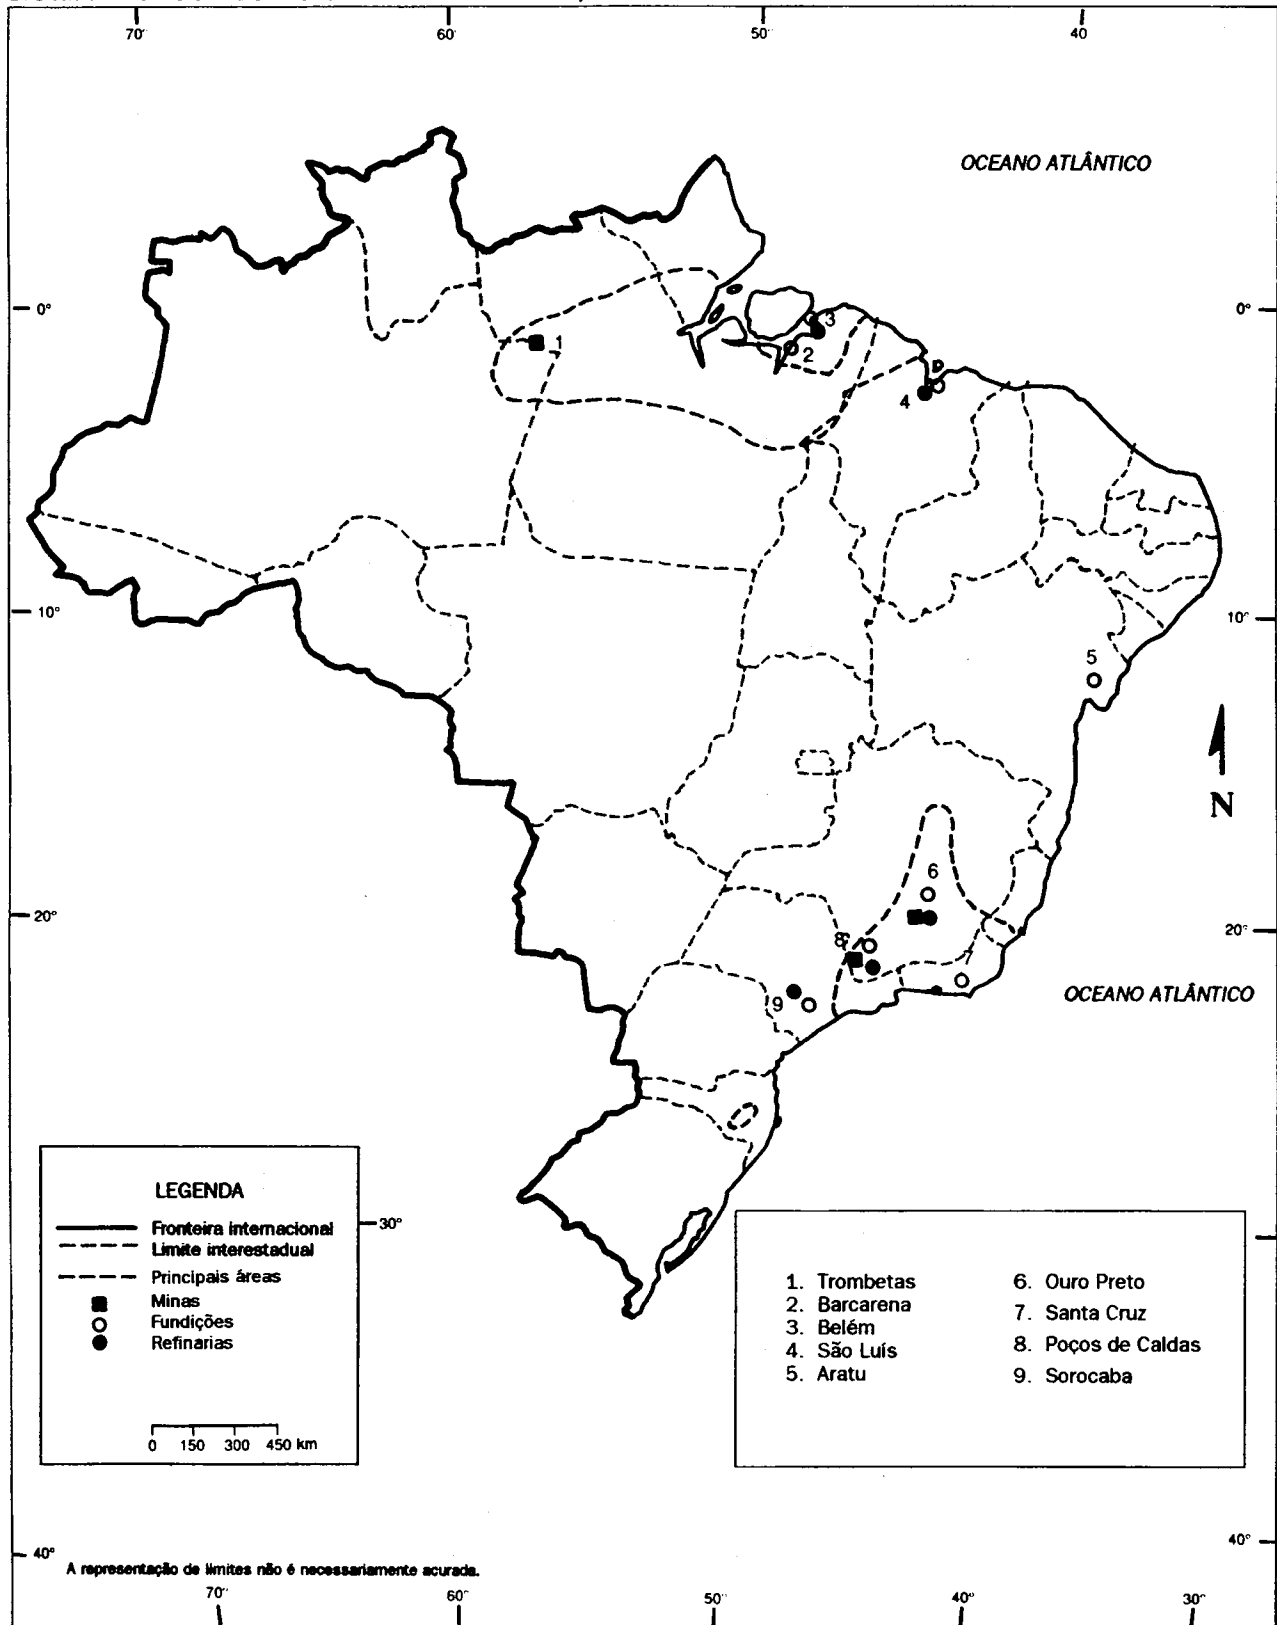 70°
60°
50°
40
OCEANO ATLÂNTICO
0°
0°
3
2
1
4
10°
10°
5
N
6
20°
20°
8
7
OCEANO ATLÂNTICO
9
LEGENDA
Fronteira internacional
Limite interestadual
Principais áreas
Minas
Fundições
Refinarias
0 150 300 450 km
30°
1. Trombetas
2. Barcarena
3. Belém
4. São Luís
5. Aratu
6. Ouro Preto
7. Santa Cruz
8. Poços de Caldas
9. Sorocaba
40°
40°
A representação de limites não é necessariamente acurada.
70°
60°
50°
40°
30°